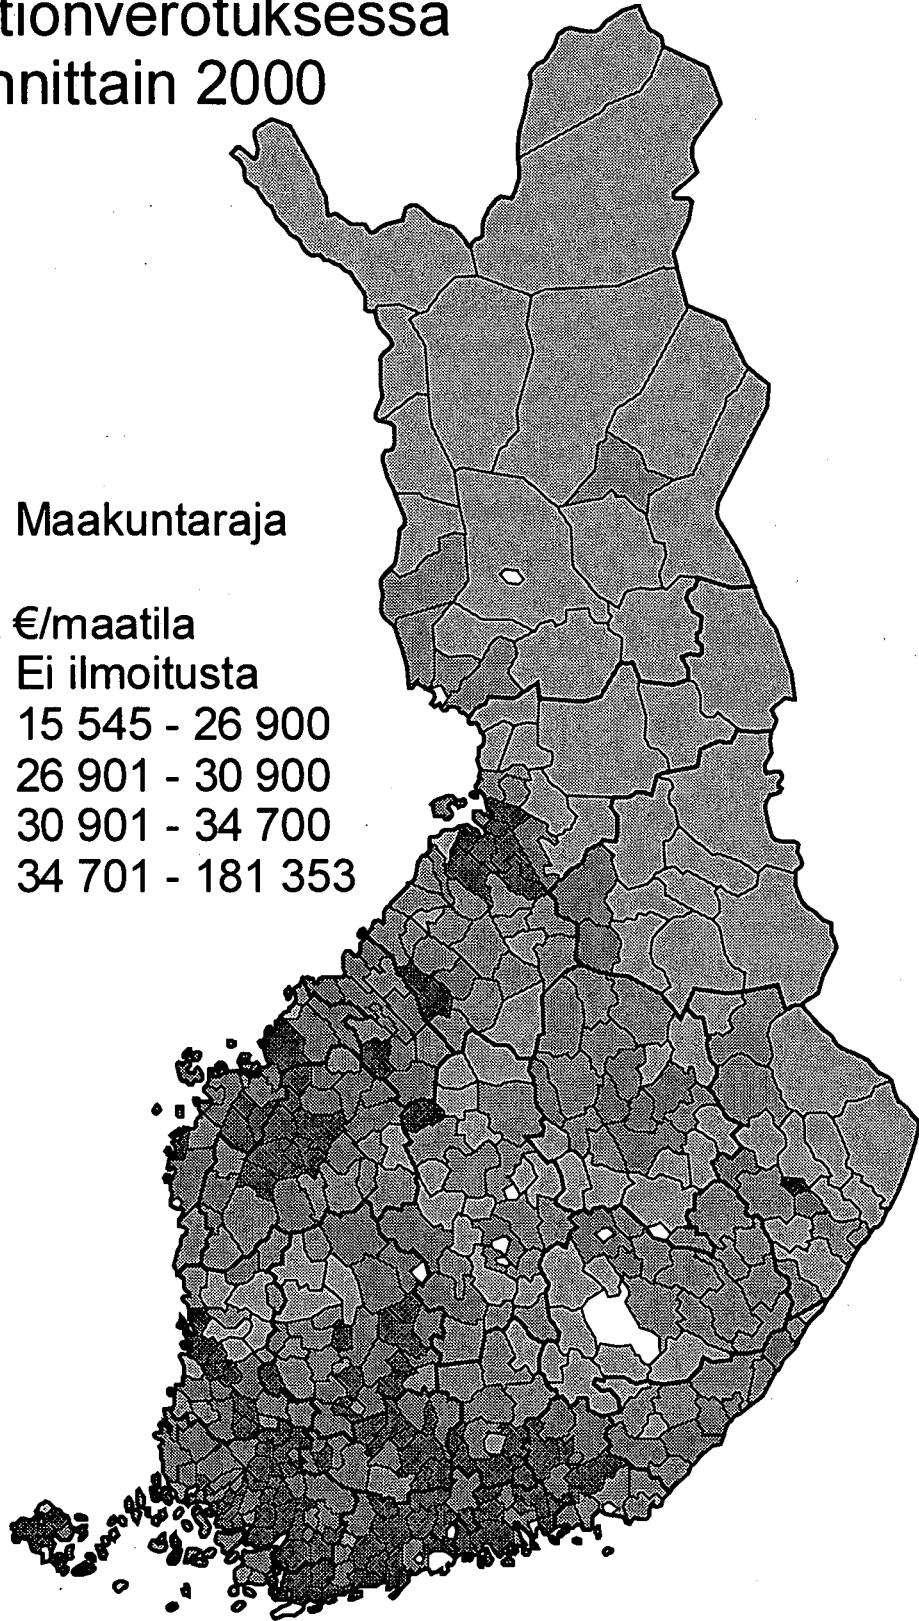 tionverotuksessa
nnittain 2000
Maakuntaraja
€/maatila
Ei ilmoitusta
15 545 - 26 900
26 901 - 30 900
30 901 - 34 700
34 701 - 181 353